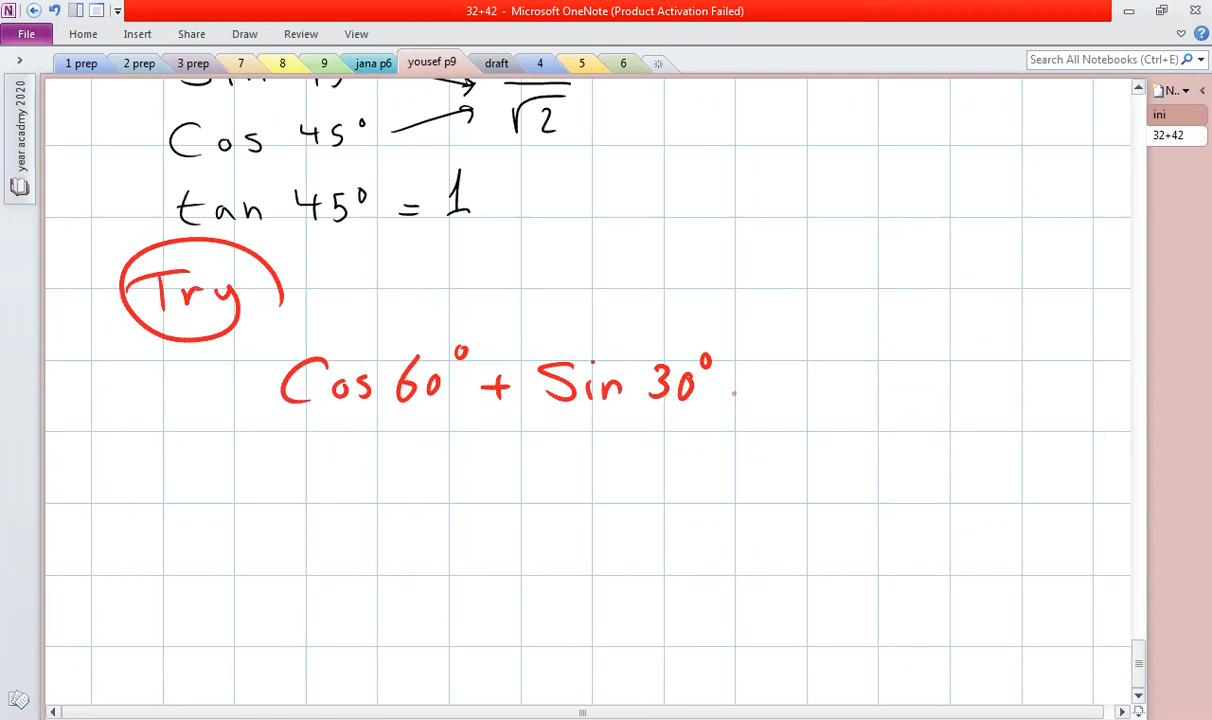 32+42 - Microsoft OneNote (Product Activation Failed)
File Home Insert Share Draw Review View
1 prep 2 prep 3 prep 7 8 9 jana p6 yousef p9 draft 4 5 6
Search All Notebooks (Ctrl+E)
N..
ini
32+42
year acadmy 2020
√2
Cos 45°
tan 45° = 1
Try
Cos 60° + Sin 30°